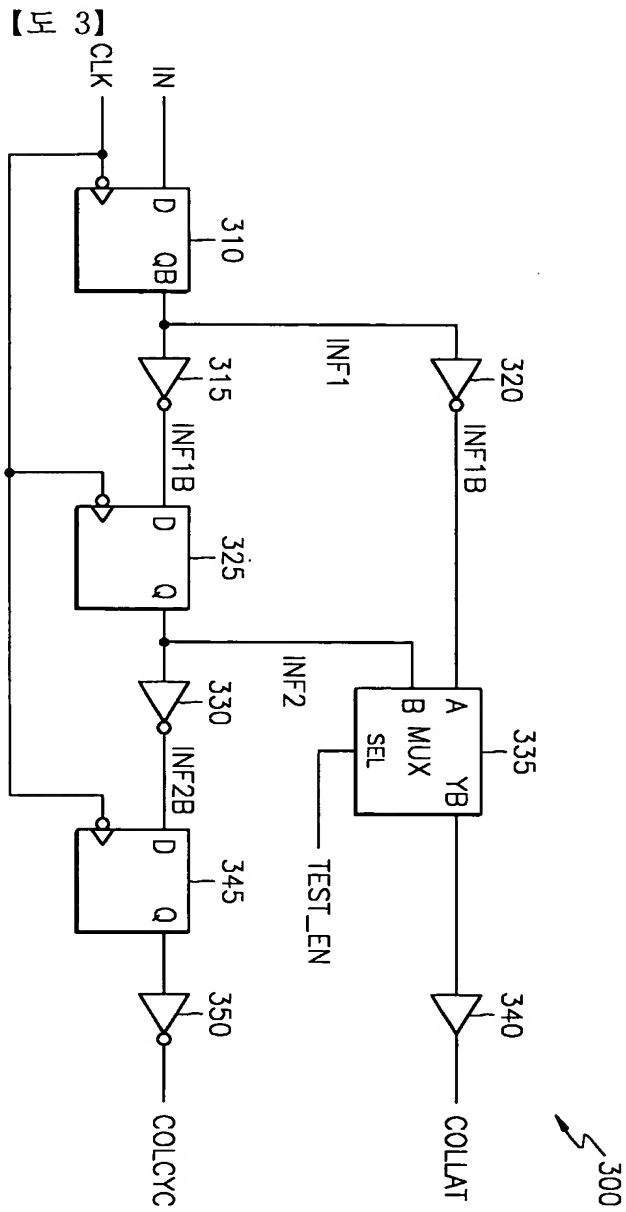 【도 3】
300
CLK
IN
D
QB
310
INF1
315
320
INF1B
INF1B
D
Q
325
INF2
330
INF2B
A
B
MUX
SEL
YB
335
TEST_EN
D
Q
345
340
350
COLLAT
COLCYC